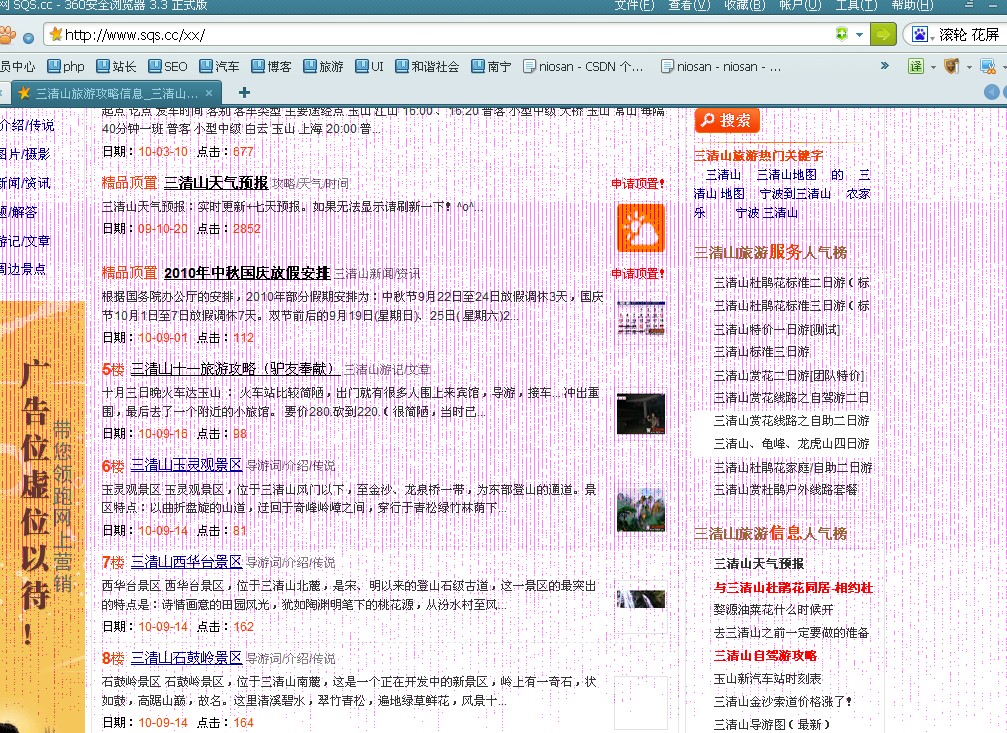 网 SQS.cc - 360安全浏览器 3.3 正式版
文件(F) 查看(V) 收藏(B) 帐户(U) 工具(T) 帮助(H)
http://www.sqs.cc/xx/
滚轮 花屏
员中心 php 站长 SEO 汽车 博客 旅游 UI 和谐社会 南宁 niosan - CSDN 个... niosan - niosan - ... » 译
三清山旅游攻略信息_三清山...
介绍/传说
图片/摄影
新闻/资讯
题/解答
游记/文章
周边景点
广告位虚位以待！
带您领跑网上营销
起点 讫点 发车时间 客别 客车类型 主要途经点 玉山 江山 16:00、16:20 普客 小型中级 大桥 玉山 常山 每隔
40分钟一班 普客 小型中级 白云 玉山 上海 20:00 普...
日期：10-03-10 点击：877
精品顶置 三清山天气预报 攻略/天气/时间
申请顶置！
三清山天气预报：实时更新+七天预报。如果无法显示请刷新一下！^o^...
日期：09-10-20 点击：2852
精品顶置 2010年中秋国庆放假安排 三清山新闻/资讯
申请顶置！
根据国务院办公厅的安排，2010年部分假期安排为：中秋节9月22日至24日放假调休3天，国庆
节10月1日至7日放假调休7天。双节前后的9月19日(星期日)、25日(星期六)2...
日期：10-09-01 点击：112
5楼 三清山十一旅游攻略（驴友奉献） 三清山游记/文章
十月三日晚火车达玉山 ： 火车站比较简陋，出门就有很多人围上来宾馆，导游，接车...冲出重
围，最后去了一个附近的小旅馆。 要价280.砍到220.（很简陋，当时已...
日期：10-09-16 点击：98
6楼 三清山玉灵观景区 导游词/介绍/传说
玉灵观景区 玉灵观景区，位于三清山风门以下，至金沙、龙泉桥一带，为东部登山的通道。景
区特点：以曲折盘旋的山道，迂回于奇峰岭嶂之间，穿行于青松绿竹林荫下...
日期：10-09-14 点击：81
7楼 三清山西华台景区 导游词/介绍/传说
西华台景区 西华台景区，位于三清山北麓，是宋、明以来的登山石级古道，这一景区的最突出
的特点是：诗情画意的田园风光，犹如陶渊明笔下的桃花源，从汾水村至风...
日期：10-09-14 点击：162
8楼 三清山石鼓岭景区 导游词/介绍/传说
石鼓岭景区 石鼓岭景区，位于三清山南麓，这是一个正在开发中的新景区，岭上有一奇石，状
如鼓，高踞山巅，故名。这里清溪碧水，翠竹青松，遍地绿草鲜花，风景十...
日期：10-09-14 点击：164
搜索
三清山旅游热门关键字
三清山 三清山地图 的 三
清山 地图 宁波到三清山 农家
乐 宁波 三清山
三清山旅游服务人气榜
三清山杜鹃花标准二日游（标
三清山杜鹃花标准三日游（标
三清山特价一日游[测试]
三清山标准三日游
三清山赏花二日游[团队特价]
三清山赏花线路之自驾游二日
三清山赏花线路之自助二日游
三清山、龟峰、龙虎山四日游
三清山杜鹃花家庭/自助二日游
三清山赏杜鹃户外线路套餐
三清山旅游信息人气榜
三清山天气预报
与三清山杜鹃花同居-相约杜
婺源油菜花什么时候开
去三清山之前一定要做的准备
三清山自驾游攻略
玉山新汽车站时刻表
三清山金沙索道价格涨了！
三清山导游图（最新）